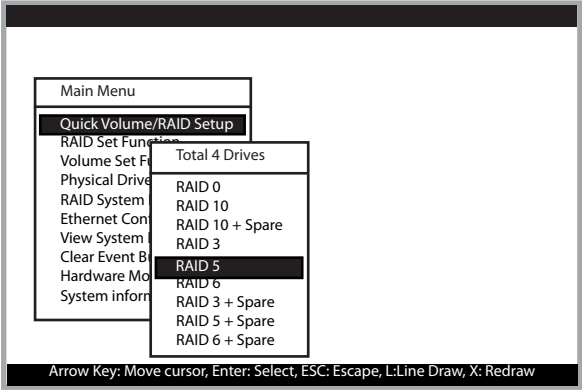 Main Menu
Quick Volume/RAID Setup
RAID Set Function
Volume Set Fu
Physical Drive
RAID System
Ethernet Con
View System
Clear Event B
Hardware Mo
System inform
Total 4 Drives
RAID 0
RAID 10
RAID 10 + Spare
RAID 3
RAID 5
RAID 6
RAID 3 + Spare
RAID 5 + Spare
RAID 6 + Spare
Arrow Key: Move cursor, Enter: Select, ESC: Escape, L:Line Draw, X: Redraw